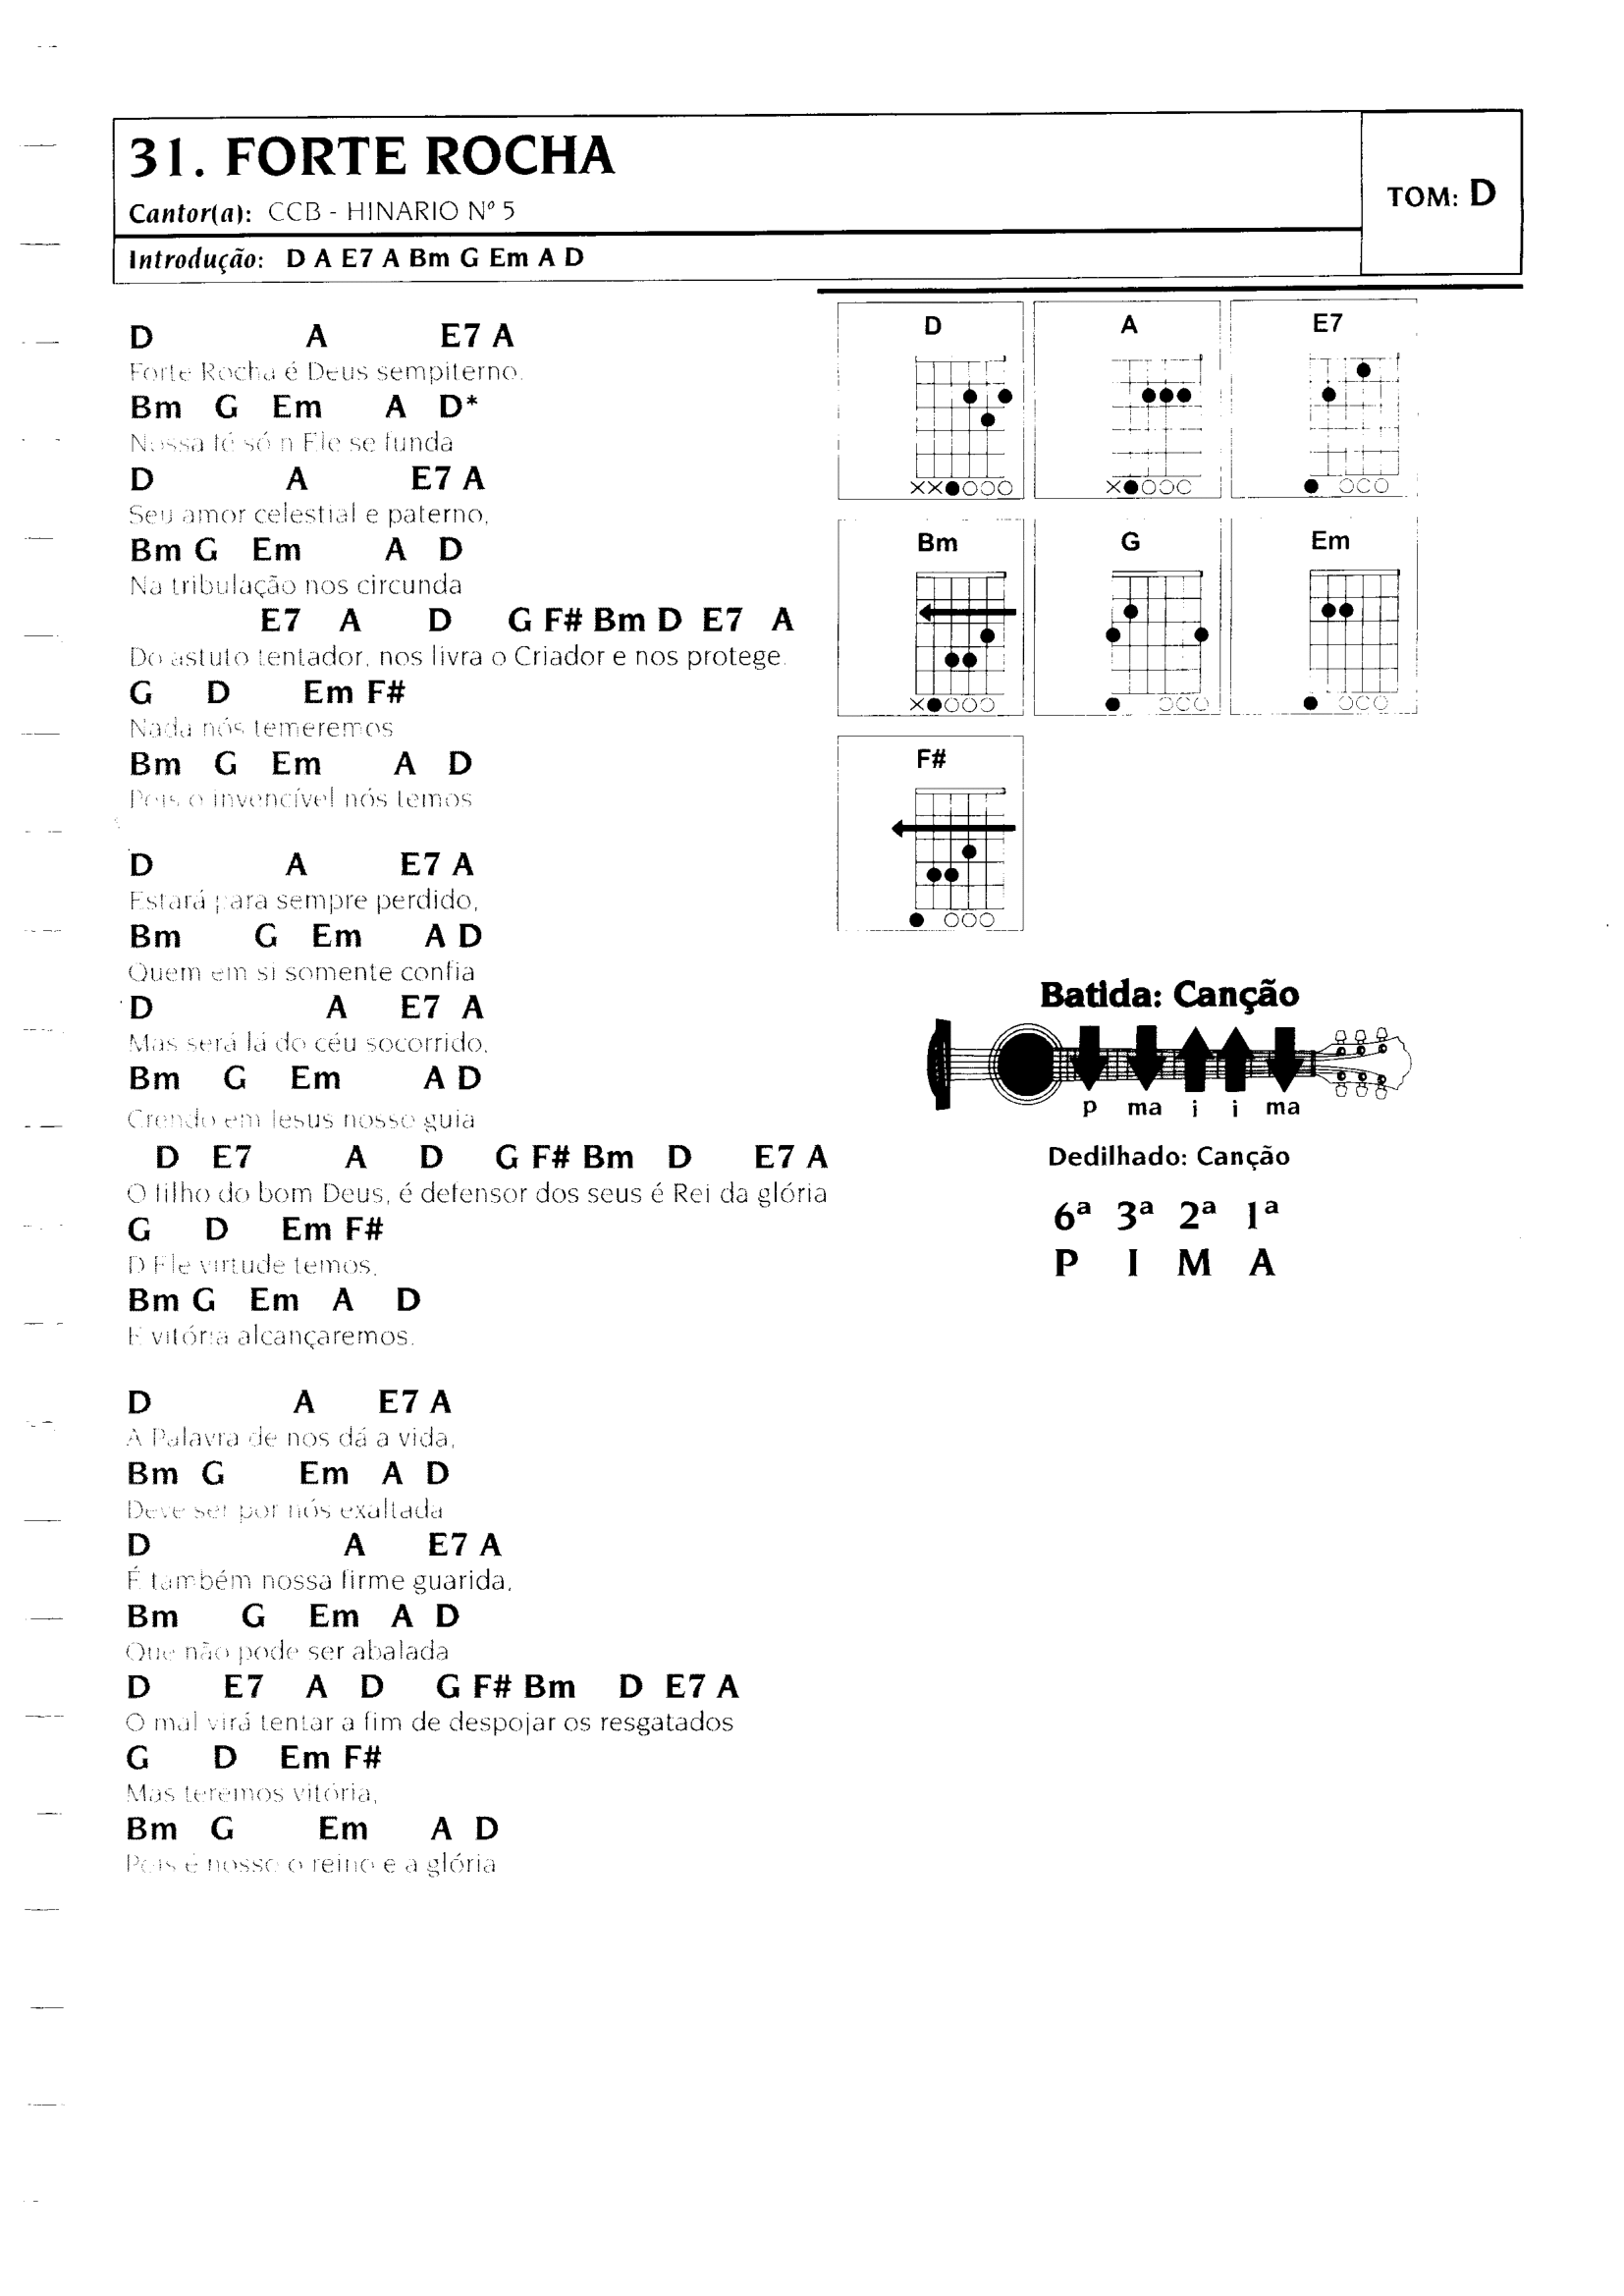 31. FORTE ROCHA
Cantor(a): CCB - HINARIO Nº 5
TOM: D
Introdução: D A E7 A Bm G Em A D
D A E7 A
Forte Rocha é Deus sempiterno,
Bm G Em A D*
Nossa fé só n Ele se funda
D A E7 A
Seu amor celestial e paterno,
Bm G Em A D
Na tribulação nos circunda
E7 A D G F# Bm D E7 A
Do astuto tentador, nos livra o Criador e nos protege.
G D Em F#
Nada nós temeremos
Bm G Em A D
Pois o invencível nós temos
D A E7 A
Estará para sempre perdido,
Bm G Em A D
Quem em si somente confia
D A E7 A
Mas será lá do céu socorrido,
Bm G Em A D
Crendo em Jesus nosso guia
D E7 A D G F# Bm D E7 A
O filho do bom Deus, é defensor dos seus é Rei da glória
G D Em F#
D Ele virtude temos,
Bm G Em A D
E vitória alcançaremos.
D A E7 A
A Palavra de nos dá a vida,
Bm G Em A D
Deve ser por nós exaltada
D A E7 A
É também nossa firme guarida,
Bm G Em A D
Que não pode ser abalada
D E7 A D G F# Bm D E7 A
O mal virá tentar a fim de despojar os resgatados
G D Em F#
Mas teremos vitória,
Bm G Em A D
Pois é nosso o reino e a glória
D A E7
Bm G Em
F#
Batida: Canção
p ma i i ma
Dedilhado: Canção
6ª 3ª 2ª 1ª
P I M A